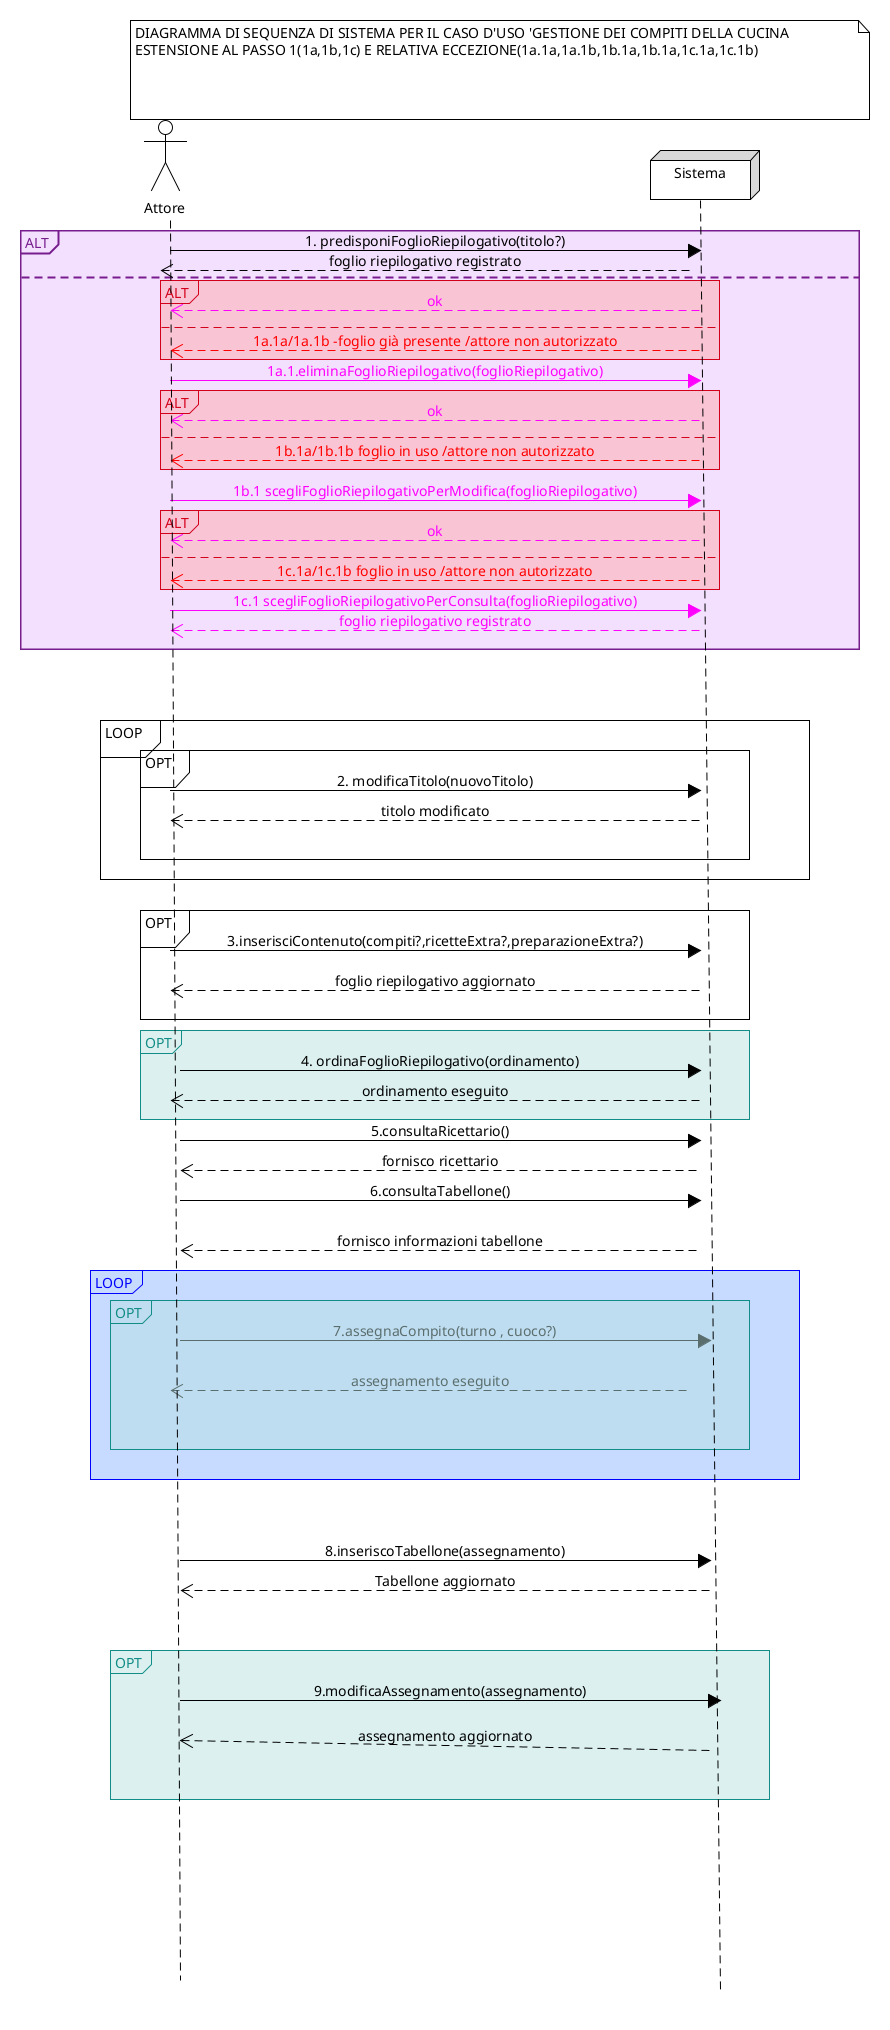 DIAGRAMMA DI SEQUENZA DI SISTEMA PER IL CASO D'USO 'GESTIONE DEI COMPITI DELLA CUCINA
ESTENSIONE AL PASSO 1(1a,1b,1c) E RELATIVA ECCEZIONE(1a.1a,1a.1b,1b.1a,1b.1a,1c.1a,1c.1b)
Attore
Sistema
ALT
1. predisponiFoglioRiepilogativo(titolo?)
foglio riepilogativo registrato
ALT
ok
1a.1a/1a.1b -foglio già presente /attore non autorizzato
1a.1.eliminaFoglioRiepilogativo(foglioRiepilogativo)
ALT
ok
1b.1a/1b.1b foglio in uso /attore non autorizzato
1b.1 scegliFoglioRiepilogativoPerModifica(foglioRiepilogativo)
ALT
ok
1c.1a/1c.1b foglio in uso /attore non autorizzato
1c.1 scegliFoglioRiepilogativoPerConsulta(foglioRiepilogativo)
foglio riepilogativo registrato
LOOP
OPT
2. modificaTitolo(nuovoTitolo)
titolo modificato
OPT
3.inserisciContenuto(compiti?,ricetteExtra?,preparazioneExtra?)
foglio riepilogativo aggiornato
OPT
4. ordinaFoglioRiepilogativo(ordinamento)
ordinamento eseguito
5.consultaRicettario()
fornisco ricettario
6.consultaTabellone()
fornisco informazioni tabellone
LOOP
OPT
7.assegnaCompito(turno , cuoco?)
assegnamento eseguito
8.inseriscoTabellone(assegnamento)
Tabellone aggiornato
OPT
9.modificaAssegnamento(assegnamento)
assegnamento aggiornato